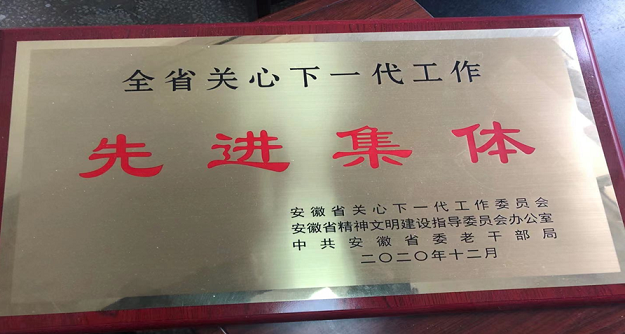 全省关心下一代工作
先进集体
安徽省关心下一代工作委员会
安徽省精神文明建设指导委员会办公室
中共安徽省委老干部局
二〇二〇年十二月